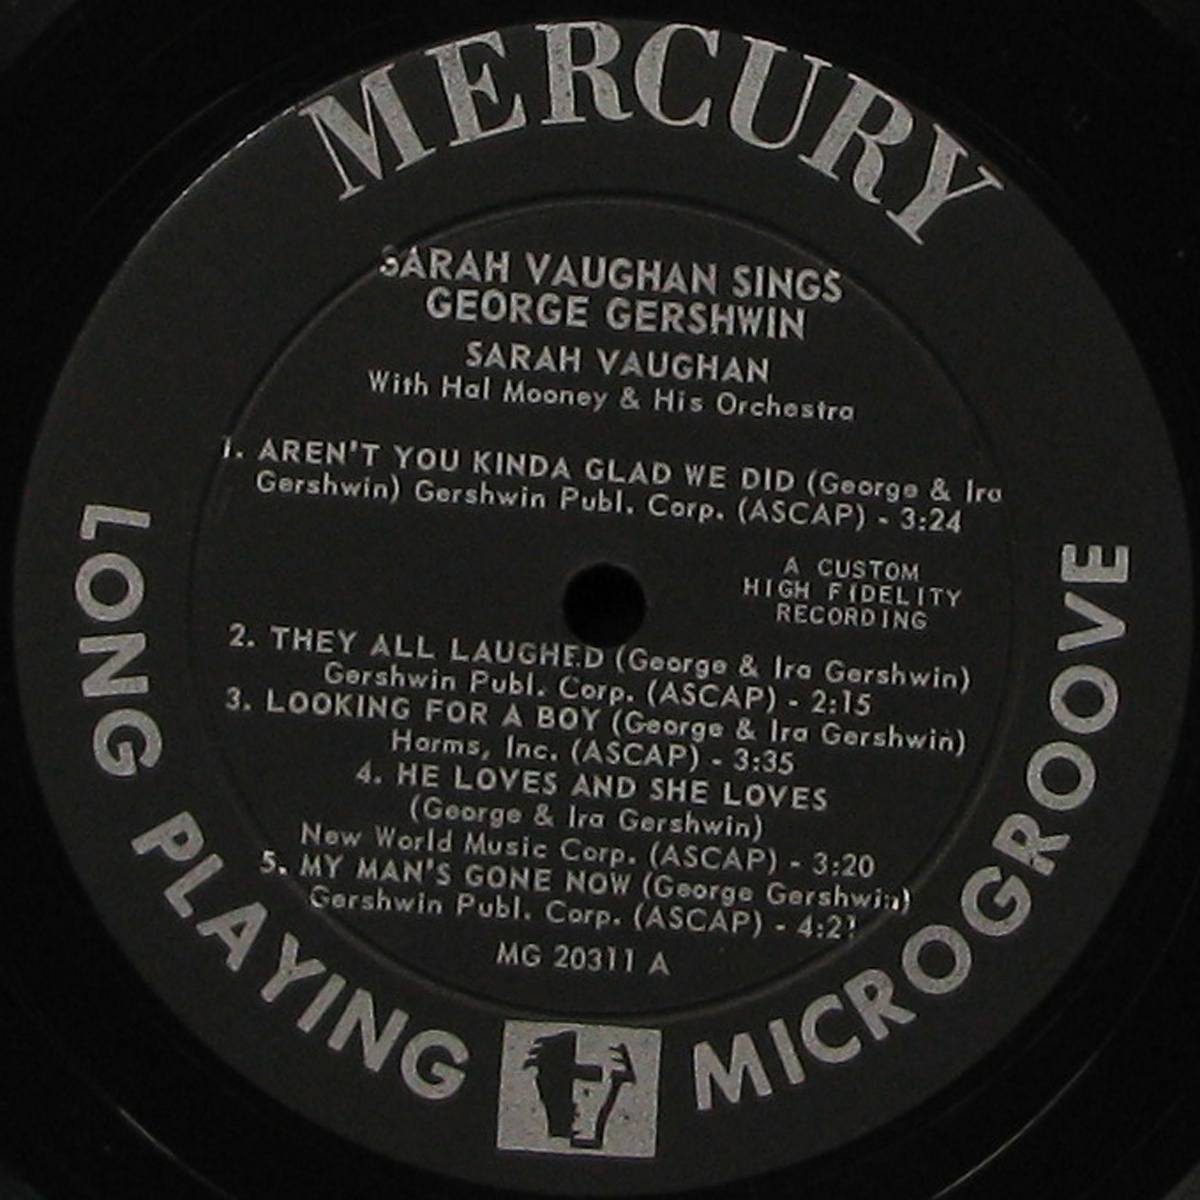 MERCURY
SARAH VAUGHAN SINGS
GEORGE GERSHWIN
SARAH VAUGHAN
With Hal Mooney & His Orchestra
1. AREN'T YOU KINDA GLAD WE DID (George & Ira
Gershwin) Gershwin Publ. Corp. (ASCAP) - 3:24
A CUSTOM
HIGH FIDELITY
RECORDING
2. THEY ALL LAUGHED (George & Ira Gershwin)
Gershwin Publ. Corp. (ASCAP) - 2:15
3. LOOKING FOR A BOY (George & Ira Gershwin)
Harms, Inc. (ASCAP) - 3:35
4. HE LOVES AND SHE LOVES
(George & Ira Gershwin)
New World Music Corp. (ASCAP) - 3:20
5. MY MAN'S GONE NOW (George Gershwin)
Gershwin Publ. Corp. (ASCAP) - 4:21
MG 20311 A
LONG PLAYING
MICROGROOVE